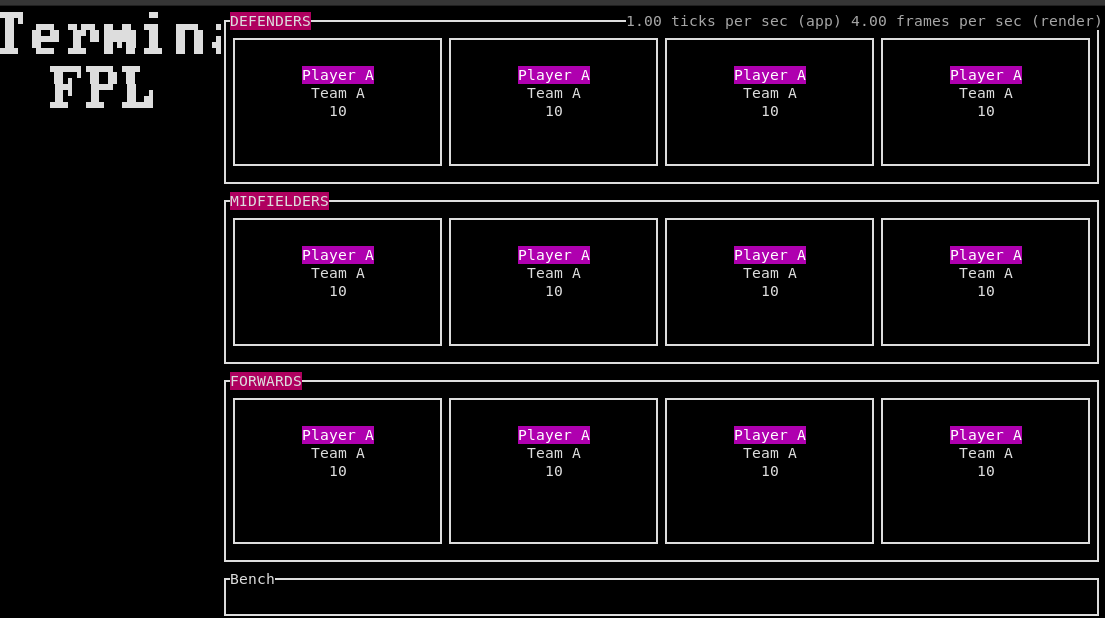 Termin
FPL
DEFENDERS 1.00 ticks per sec (app) 4.00 frames per sec (render)
Player A Player A Player A Player A
Team A Team A Team A Team A
10 10 10 10
MIDFIELDERS
Player A Player A Player A Player A
Team A Team A Team A Team A
10 10 10 10
FORWARDS
Player A Player A Player A Player A
Team A Team A Team A Team A
10 10 10 10
Bench